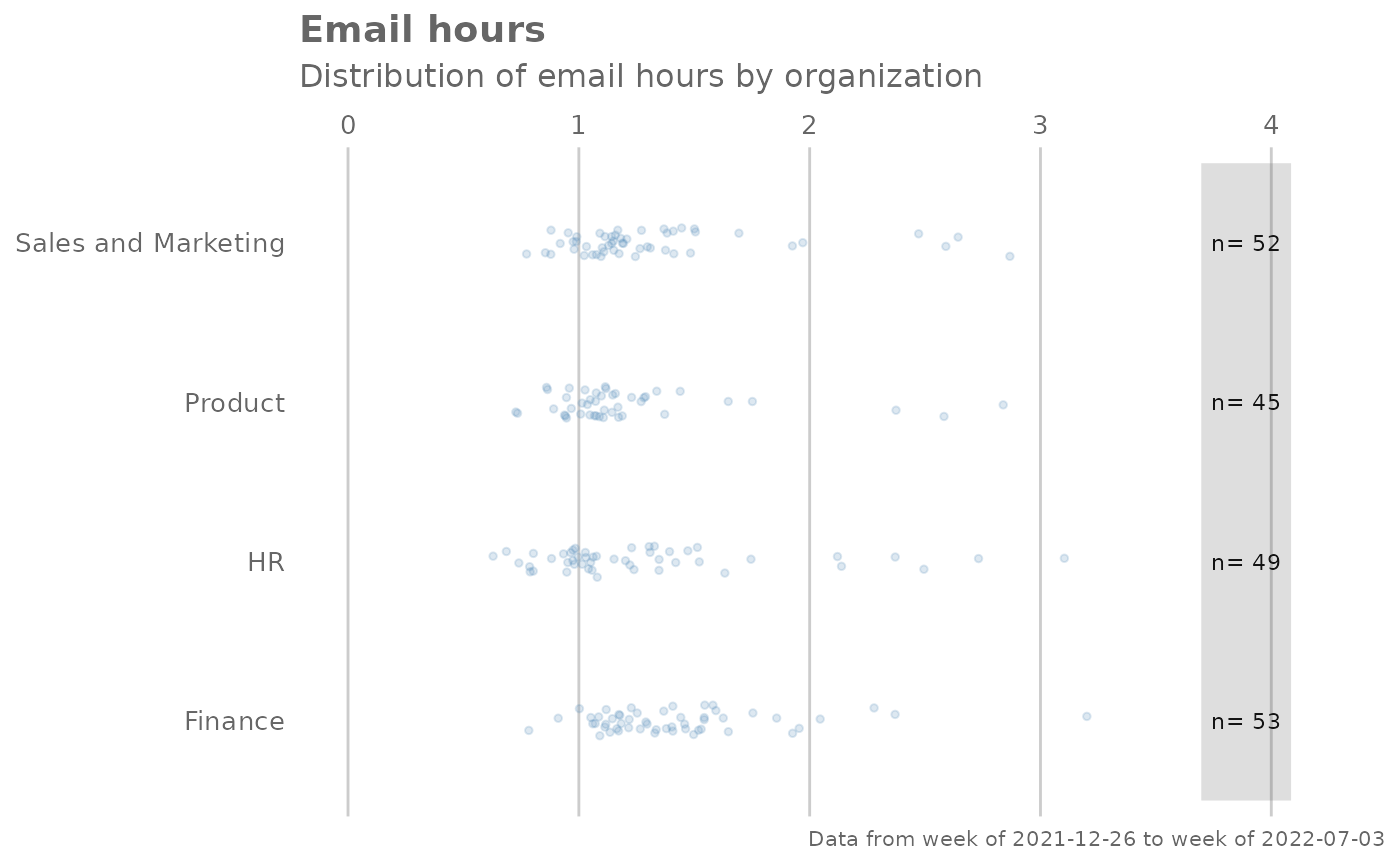 Email hours
Distribution of email hours by organization
0 1 2 3 4
Sales and Marketing n= 52
Product n= 45
HR n= 49
Finance n= 53
Data from week of 2021-12-26 to week of 2022-07-03